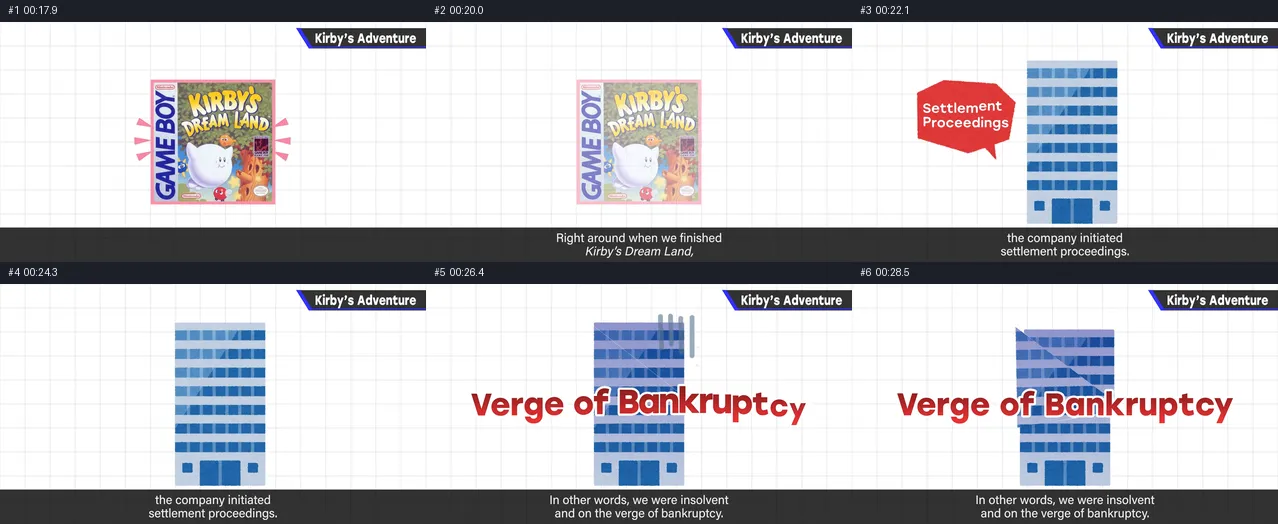 #1 00:17.9
Kirby's Adventure
GAME BOY
KIRBY'S
DREAM LAND
#2 00:20.0
Kirby's Adventure
GAME BOY
KIRBY'S
DREAM LAND
Right around when we finished
Kirby's Dream Land,
#3 00:22.1
Kirby's Adventure
Settlement
Proceedings
the company initiated
settlement proceedings.
#4 00:24.3
Kirby's Adventure
the company initiated
settlement proceedings.
#5 00:26.4
Kirby's Adventure
Verge of Bankruptcy
In other words, we were insolvent
and on the verge of bankruptcy.
#6 00:28.5
Kirby's Adventure
Verge of Bankruptcy
In other words, we were insolvent
and on the verge of bankruptcy.